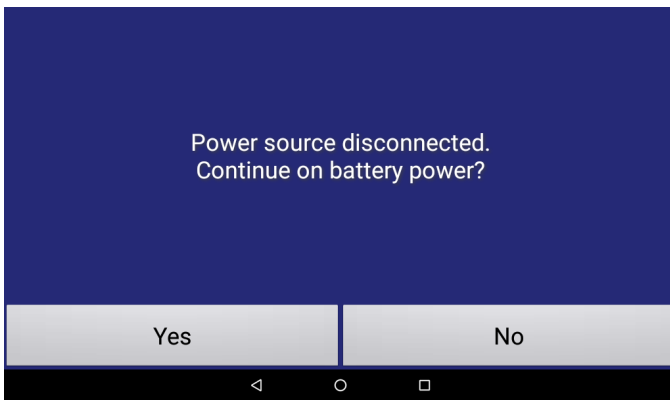 Power source disconnected.
Continue on battery power?
Yes
No